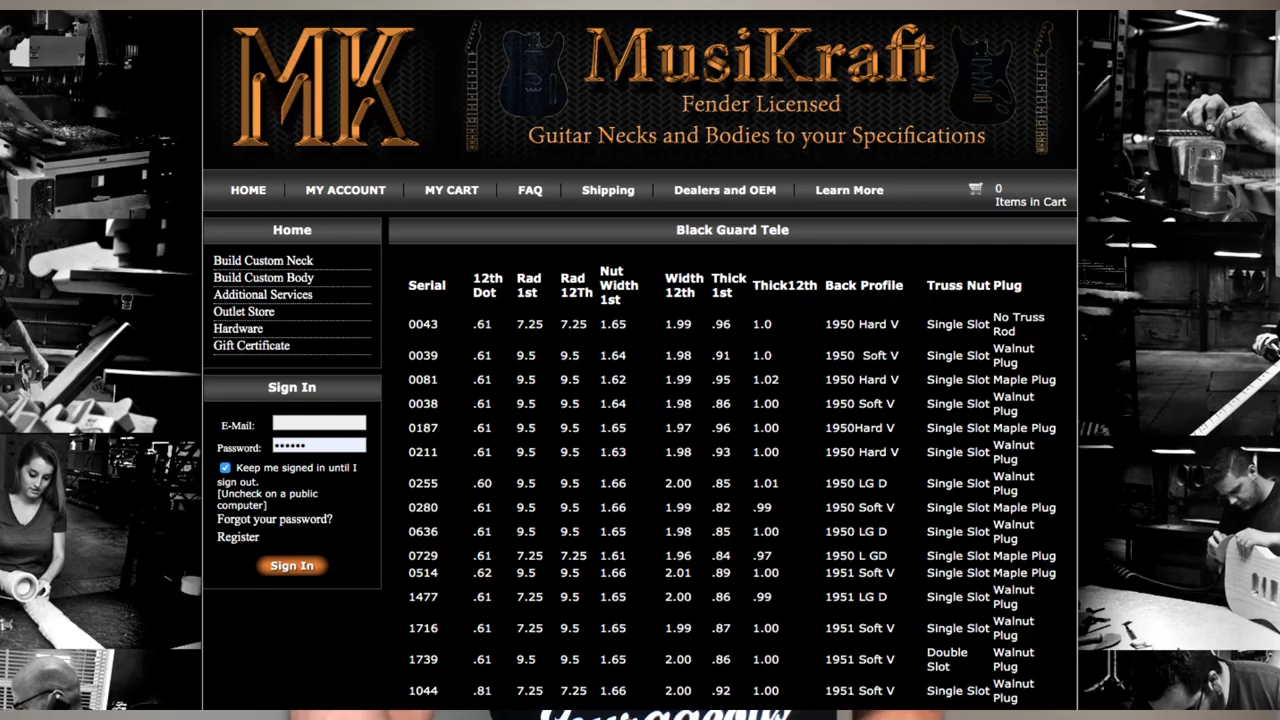 MK
MusiKraft
Fender Licensed
Guitar Necks and Bodies to your Specifications
HOME MY ACCOUNT MY CART FAQ Shipping Dealers and OEM Learn More 0
Items in Cart
Home
Build Custom Neck
Build Custom Body
Additional Services
Outlet Store
Hardware
Gift Certificate
Sign In
E-Mail:
Password: ••••••
Keep me signed in until I
sign out.
[Uncheck on a public
computer]
Forgot your password?
Register
Sign In
Black Guard Tele
Serial 12th Dot Rad 1st Rad 12Th Nut Width 1st Width 12th Thick 1st Thick12th Back Profile Truss Nut Plug
0043 .61 7.25 7.25 1.65 1.99 .96 1.0 1950 Hard V Single Slot No Truss Rod
0039 .61 9.5 9.5 1.64 1.98 .91 1.0 1950 Soft V Single Slot Walnut Plug
0081 .61 9.5 9.5 1.62 1.99 .95 1.02 1950 Hard V Single Slot Maple Plug
0038 .61 9.5 9.5 1.64 1.98 .86 1.00 1950 Soft V Single Slot Walnut Plug
0187 .61 9.5 9.5 1.65 1.97 .96 1.00 1950Hard V Single Slot Maple Plug
0211 .61 9.5 9.5 1.63 1.98 .93 1.00 1950 Hard V Single Slot Walnut Plug
0255 .60 9.5 9.5 1.66 2.00 .85 1.01 1950 LG D Single Slot Walnut Plug
0280 .61 9.5 9.5 1.66 1.99 .82 .99 1950 Soft V Single Slot Maple Plug
0636 .61 9.5 9.5 1.65 1.98 .85 1.00 1950 LG D Single Slot Walnut Plug
0729 .61 7.25 7.25 1.61 1.96 .84 .97 1950 L GD Single Slot Maple Plug
0514 .62 9.5 9.5 1.66 2.01 .89 1.00 1951 Soft V Single Slot Maple Plug
1477 .61 7.25 9.5 1.65 2.00 .86 .99 1951 LG D Single Slot Walnut Plug
1716 .61 7.25 9.5 1.65 1.99 .87 1.00 1951 Soft V Single Slot Walnut Plug
1739 .61 9.5 9.5 1.65 2.00 .86 1.00 1951 Soft V Double Slot Walnut Plug
1044 .81 7.25 7.25 1.66 2.00 .92 1.00 1951 Soft V Single Slot Walnut Plug